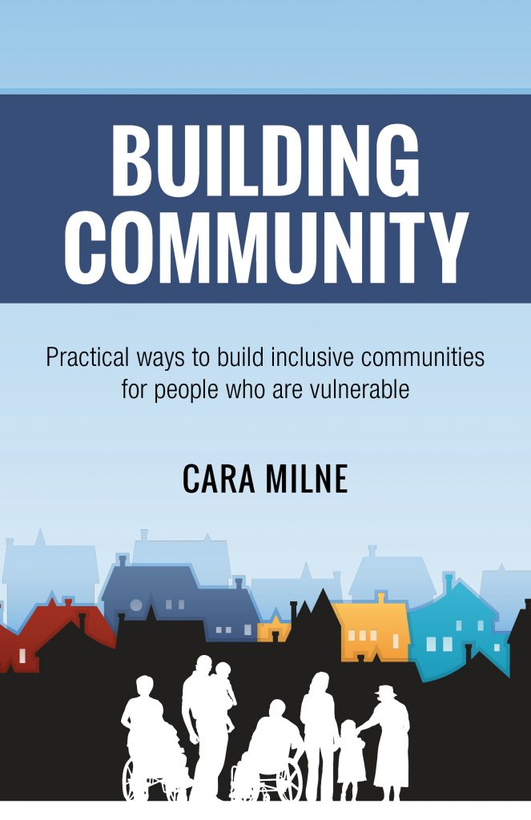 BUILDING
COMMUNITY
Practical ways to build inclusive communities
for people who are vulnerable
CARA MILNE